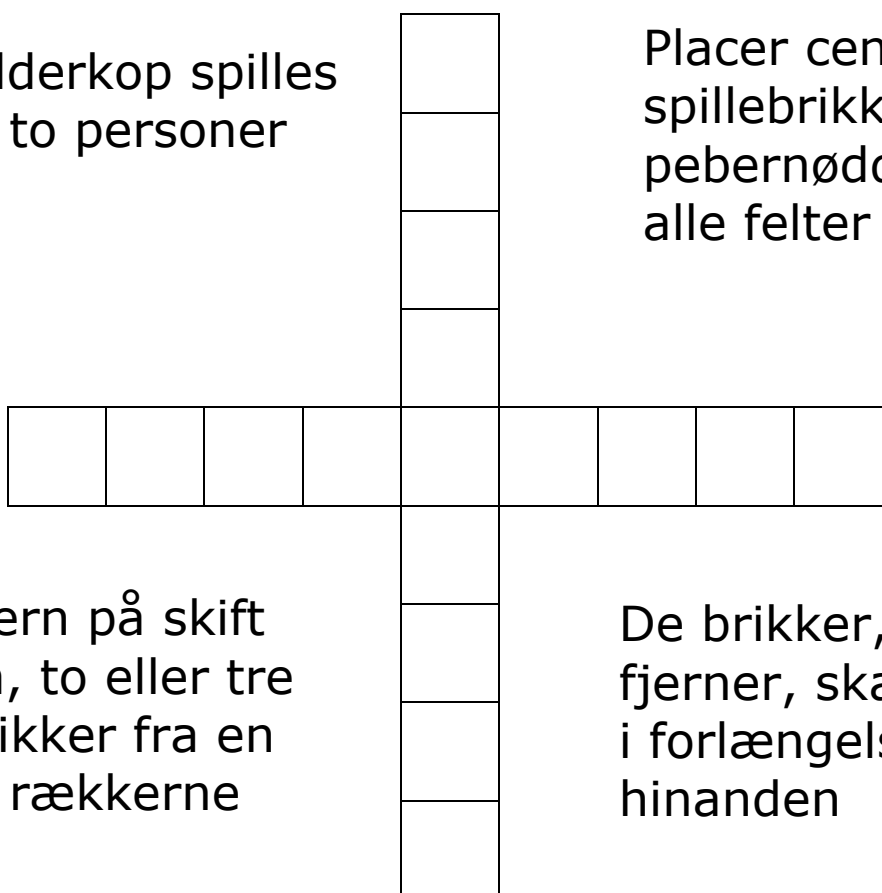 lderkop spilles
to personer
Placer cen
spillebrikk
pebernødd
alle felter
ern på skift
, to eller tre
ikker fra en
rækkerne
De brikker,
fjerner, ska
i forlængels
hinanden